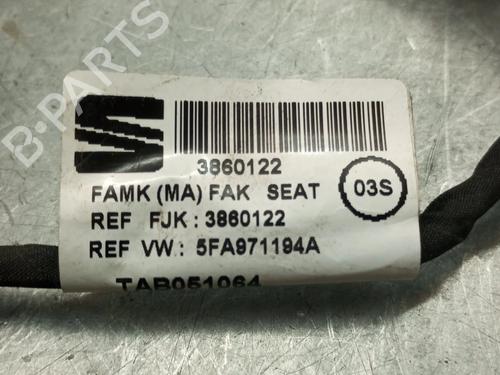 B-PARTS
3860122
FAMK (MA) FAK SEAT
03S
REF FJK : 3860122
REF VW : 5FA971194A
TAB051064